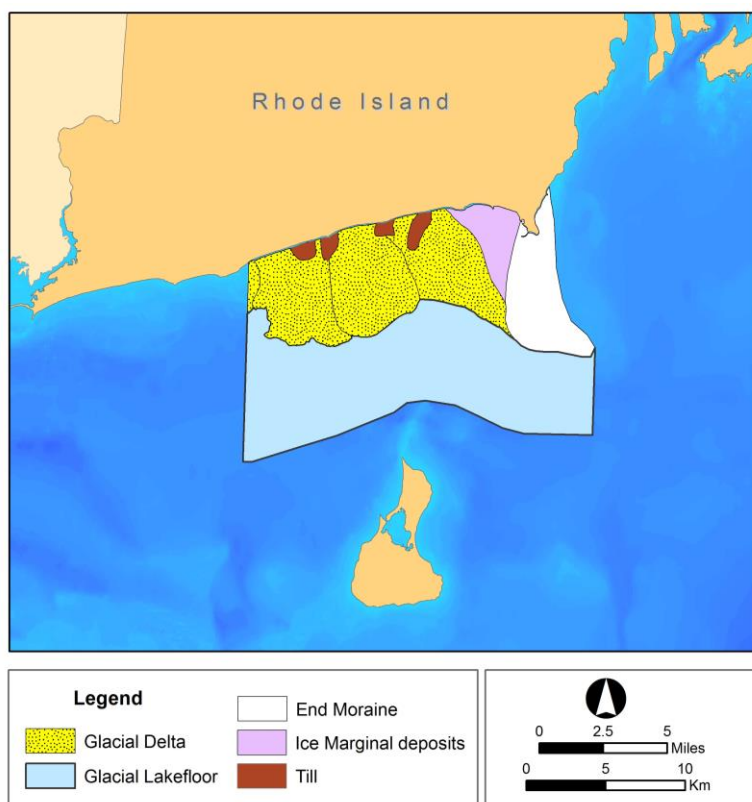 Rhode Island
Legend
Glacial Delta
Glacial Lakefloor
End Moraine
Ice Marginal deposits
Till
0 2.5 5
Miles
0 5 10
Km